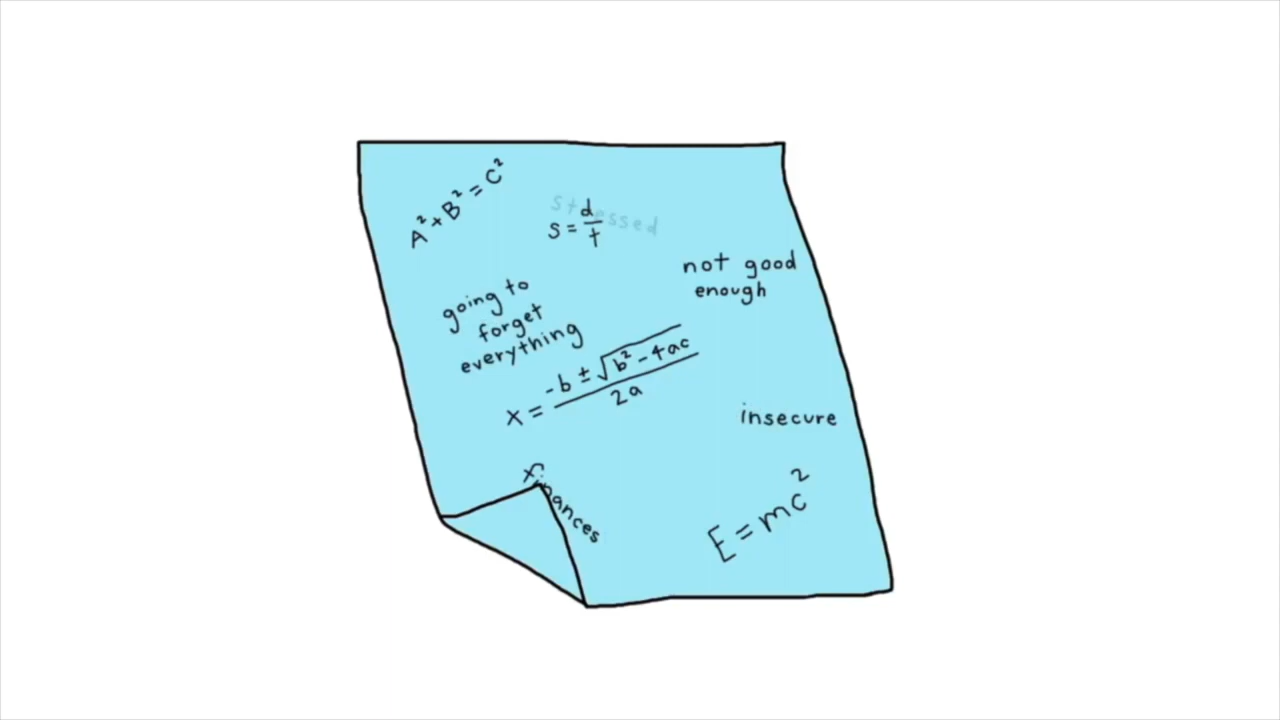 A² + B² = C²
stressed
s = d/t
not good
enough
going to
forget
everything
x = -b ± √b² - 4ac / 2a
insecure
finances
E = mc²